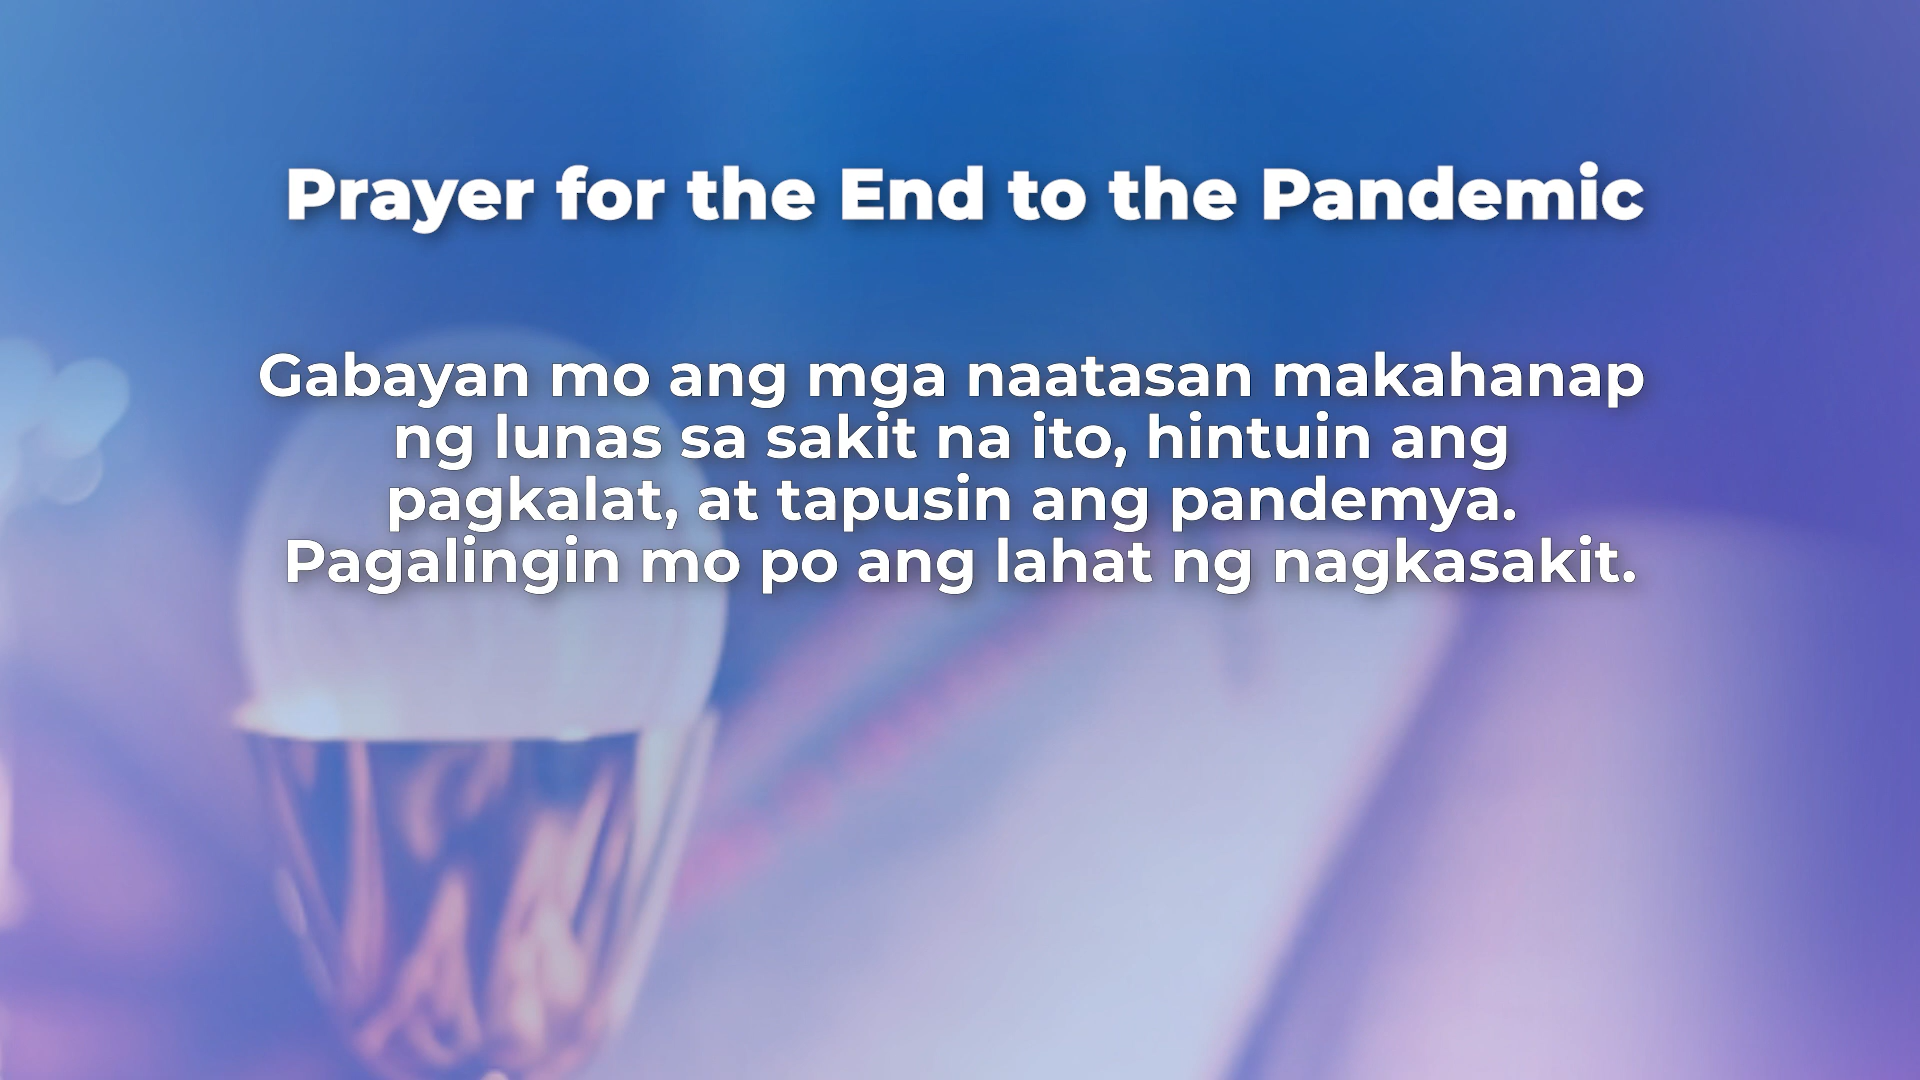 Prayer for the End to the Pandemic
Gabayan mo ang mga naatasan makahanap
ng lunas sa sakit na ito, hintuin ang
pagkalat, at tapusin ang pandemya.
Pagalingin mo po ang lahat ng nagkasakit.